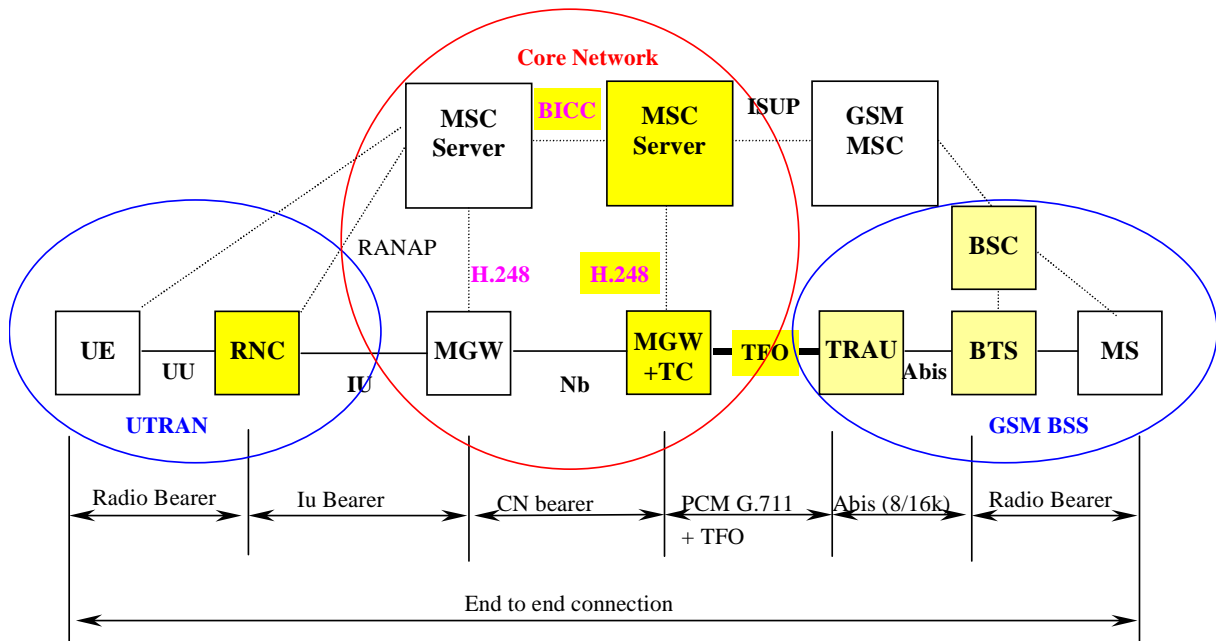 Core Network
MSC
Server
BICC
MSC
Server
ISUP
GSM
MSC
RANAP
H.248
H.248
BSC
UE
UU
RNC
IU
MGW
Nb
MGW
+TC
TFO
TRAU
Abis
BTS
MS
UTRAN
GSM BSS
Radio Bearer
Iu Bearer
CN bearer
PCM G.711
+ TFO
Abis (8/16k)
Radio Bearer
End to end connection